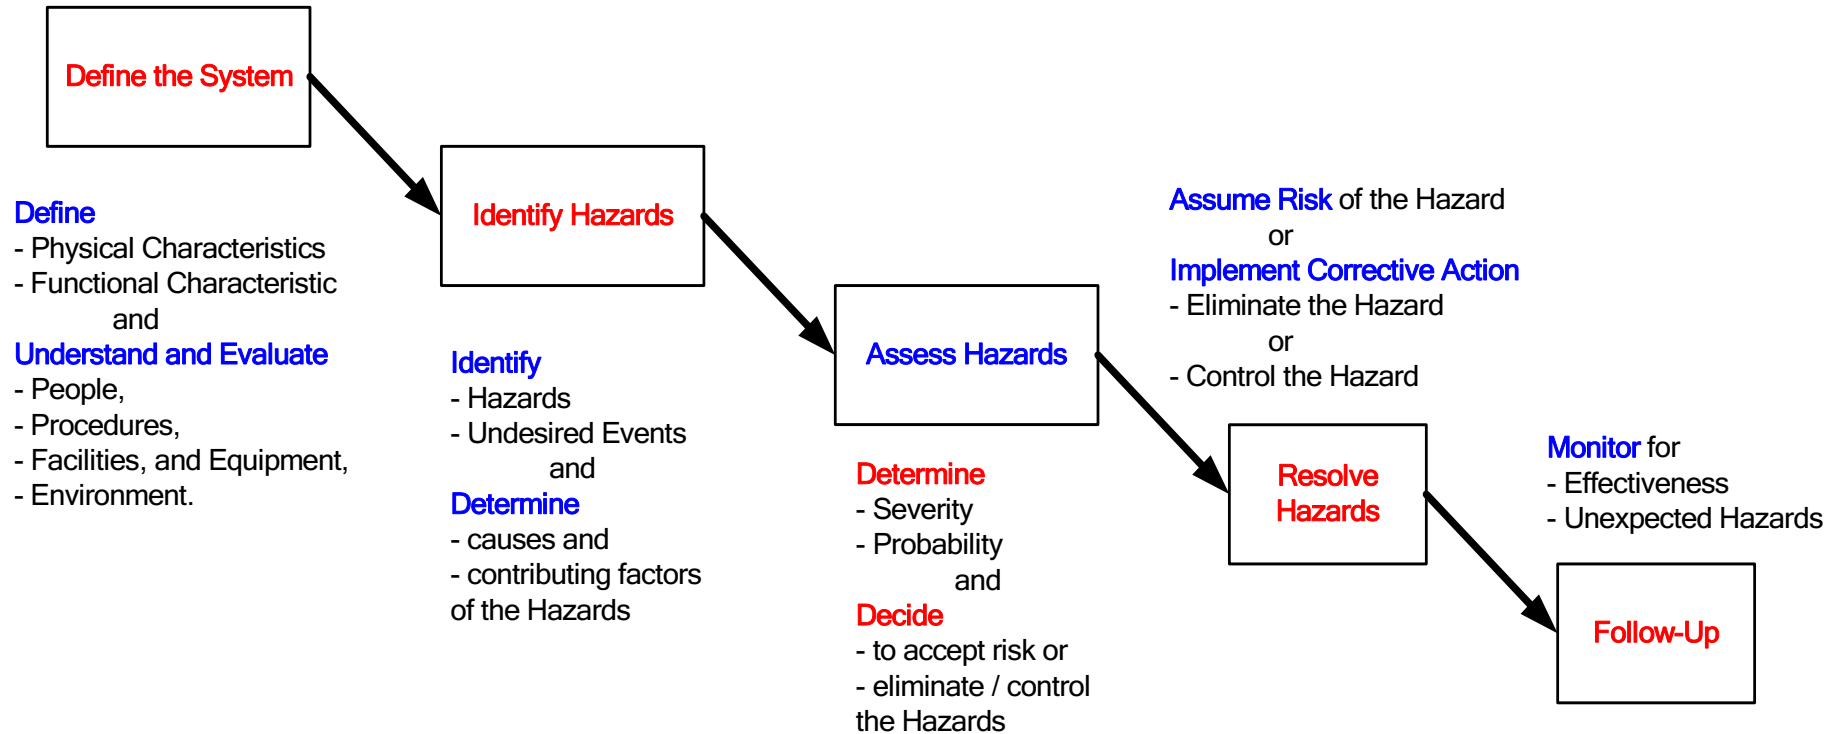 Define the System
Define
- Physical Characteristics
- Functional Characteristic
and
Understand and Evaluate
- People,
- Procedures,
- Facilities, and Equipment,
- Environment.
Identify Hazards
Identify
- Hazards
- Undesired Events
and
Determine
- causes and
- contributing factors
of the Hazards
Assess Hazards
Determine
- Severity
- Probability
and
Decide
- to accept risk or
- eliminate / control
the Hazards
Assume Risk of the Hazard
or
Implement Corrective Action
- Eliminate the Hazard
or
- Control the Hazard
Resolve
Hazards
Monitor for
- Effectiveness
- Unexpected Hazards
Follow-Up